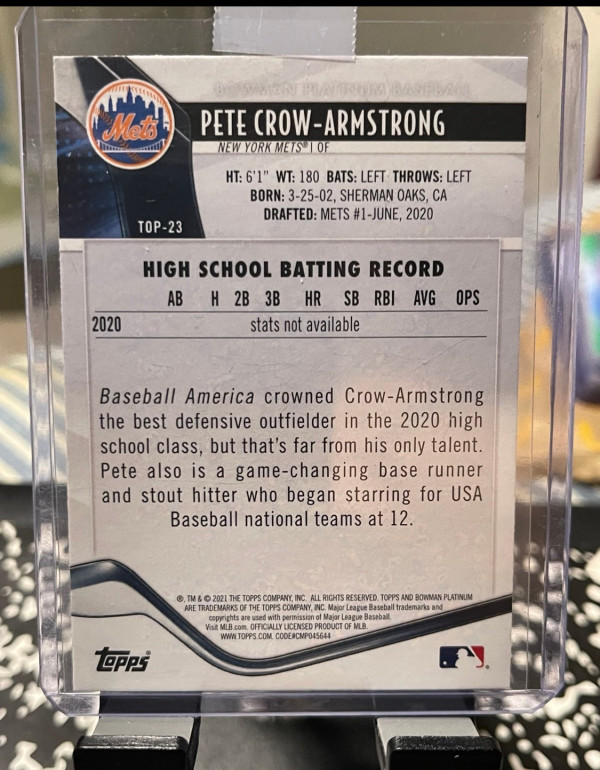 BOWMAN PLATINUM BASEBALL
Mets
PETE CROW-ARMSTRONG
NEW YORK METS® | OF
HT: 6'1" WT: 180 BATS: LEFT THROWS: LEFT
BORN: 3-25-02, SHERMAN OAKS, CA
DRAFTED: METS #1-JUNE, 2020
TOP-23
HIGH SCHOOL BATTING RECORD
AB H 2B 3B HR SB RBI AVG OPS
2020 stats not available
Baseball America crowned Crow-Armstrong
the best defensive outfielder in the 2020 high
school class, but that's far from his only talent.
Pete also is a game-changing base runner
and stout hitter who began starring for USA
Baseball national teams at 12.
®, TM & © 2021 THE TOPPS COMPANY, INC. ALL RIGHTS RESERVED. TOPPS AND BOWMAN PLATINUM
ARE TRADEMARKS OF THE TOPPS COMPANY, INC. Major League Baseball trademarks and
copyrights are used with permission of Major League Baseball.
Visit MLB.com. OFFICIALLY LICENSED PRODUCT OF MLB.
WWW.TOPPS.COM. CODE#CMP045644
topps®